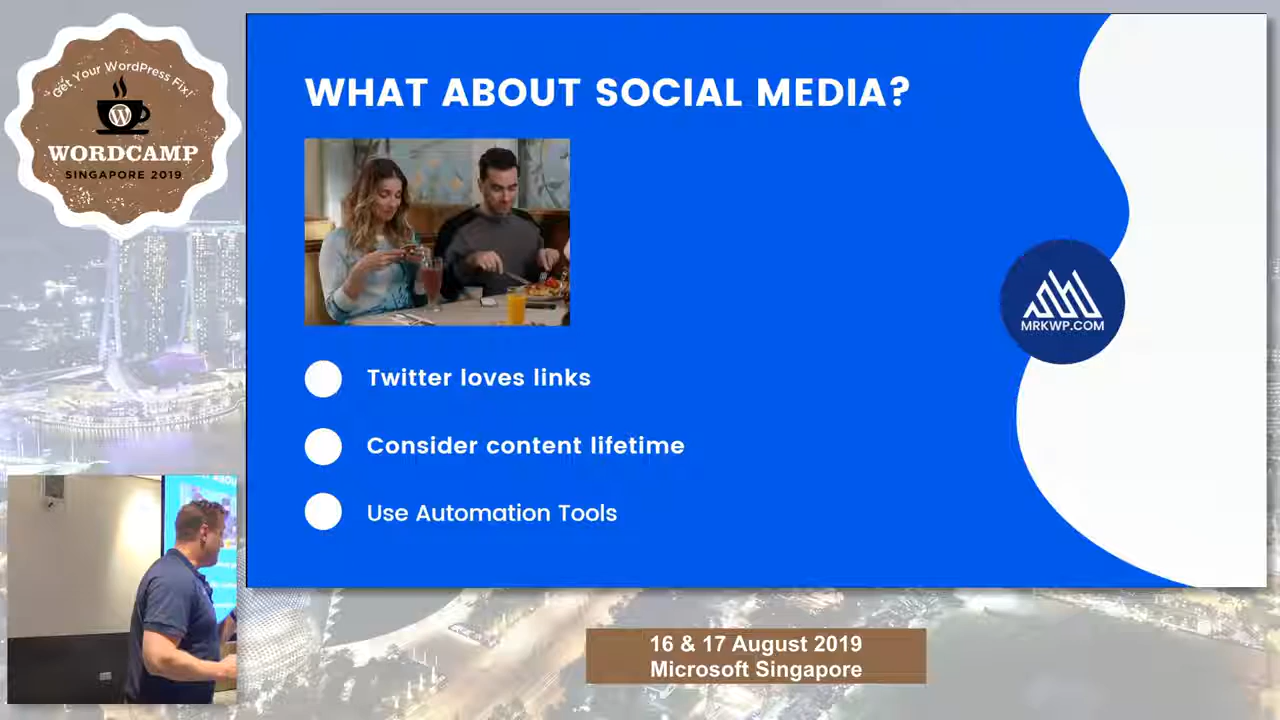 Get Your WordPress Fix!
WORDCAMP
SINGAPORE 2019
WHAT ABOUT SOCIAL MEDIA?
MRKWP.COM
Twitter loves links
Consider content lifetime
Use Automation Tools
16 & 17 August 2019
Microsoft Singapore